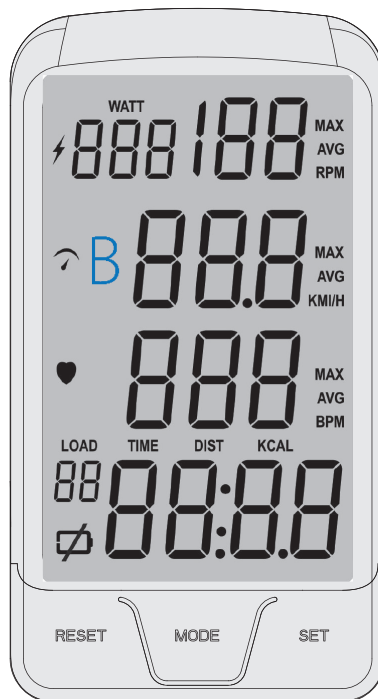 WATT
888 188 MAX
AVG
RPM
B 88.8 MAX
AVG
KMI/H
888 MAX
AVG
BPM
LOAD TIME DIST KCAL
88 88:8.8
RESET MODE SET